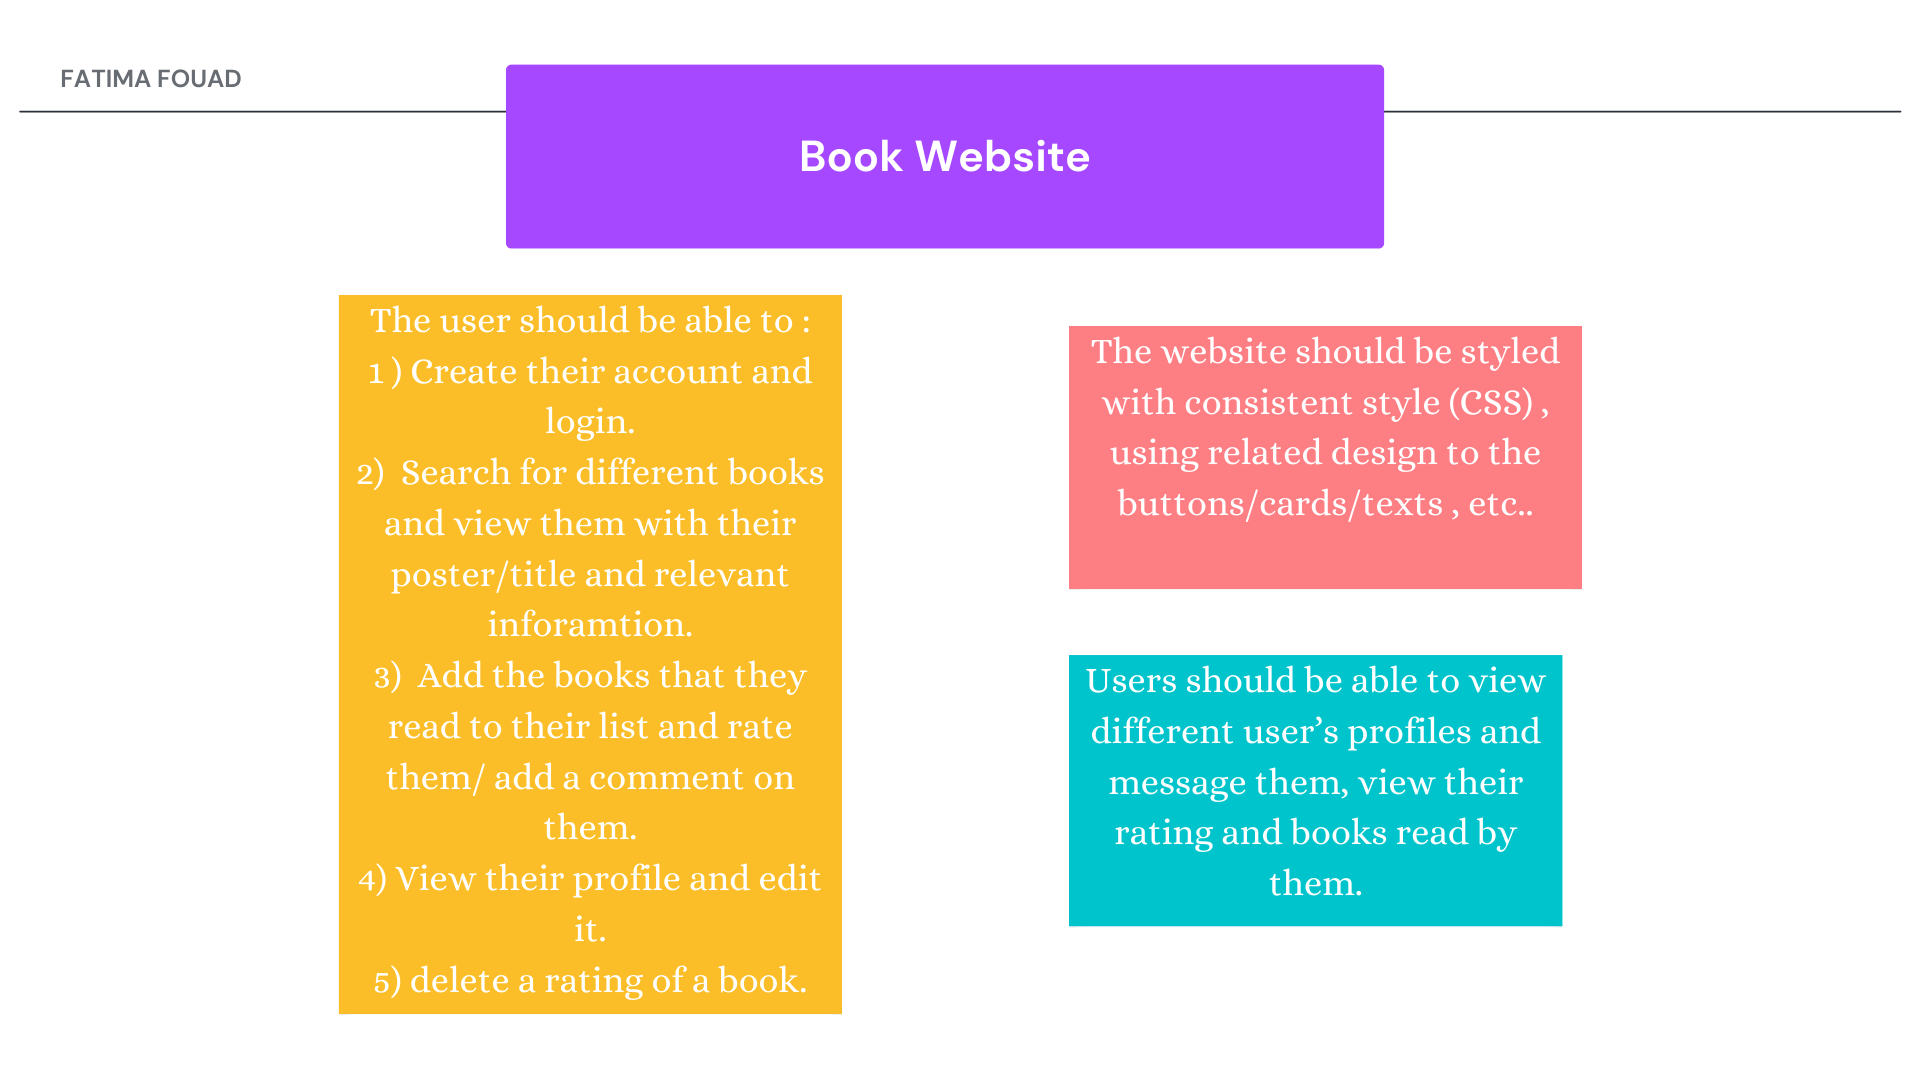 FATIMA FOUAD
Book Website
The user should be able to :
1 ) Create their account and
login.
2)  Search for different books
and view them with their
poster/title and relevant
inforamtion.
3)  Add the books that they
read to their list and rate
them/ add a comment on
them.
4) View their profile and edit
it.
5) delete a rating of a book.
The website should be styled
with consistent style (CSS) ,
using related design to the
buttons/cards/texts , etc..
Users should be able to view
different user’s profiles and
message them, view their
rating and books read by
them.